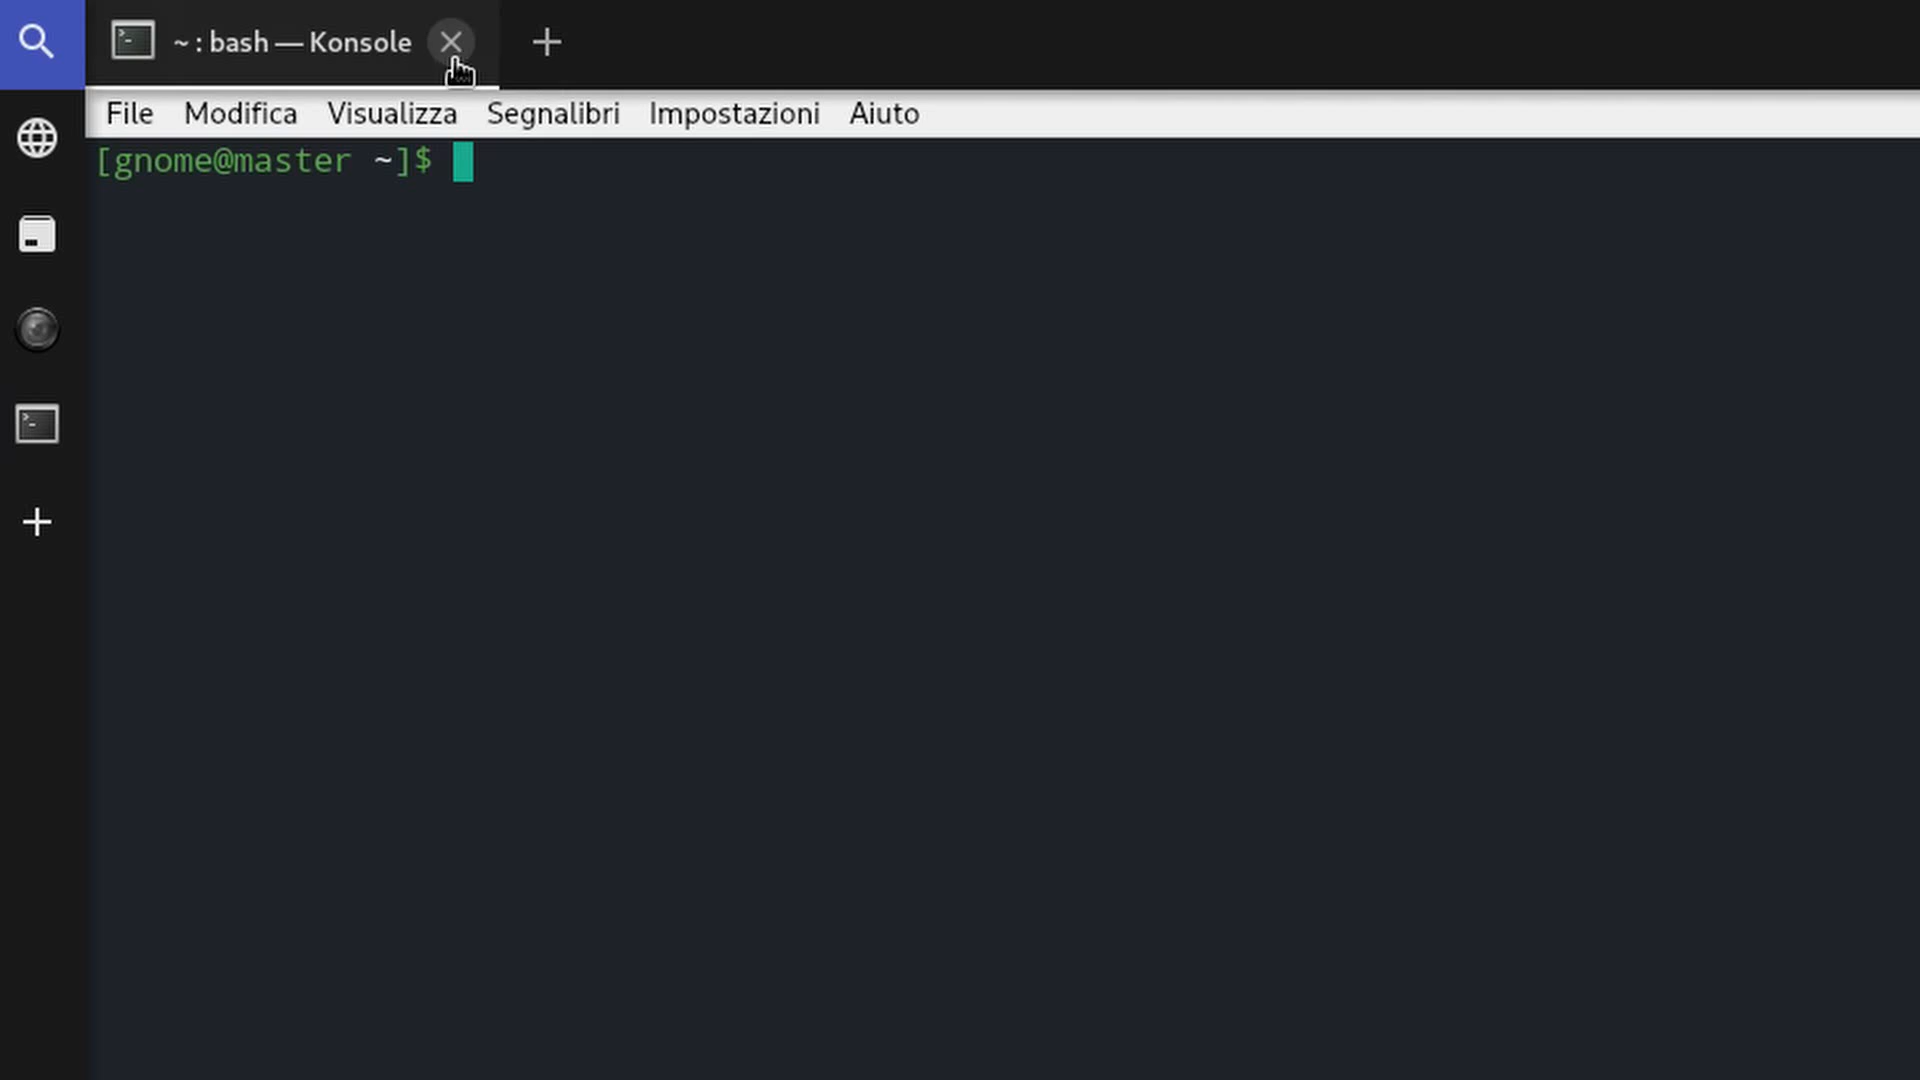 ~ : bash — Konsole
File Modifica Visualizza Segnalibri Impostazioni Aiuto
[gnome@master ~]$